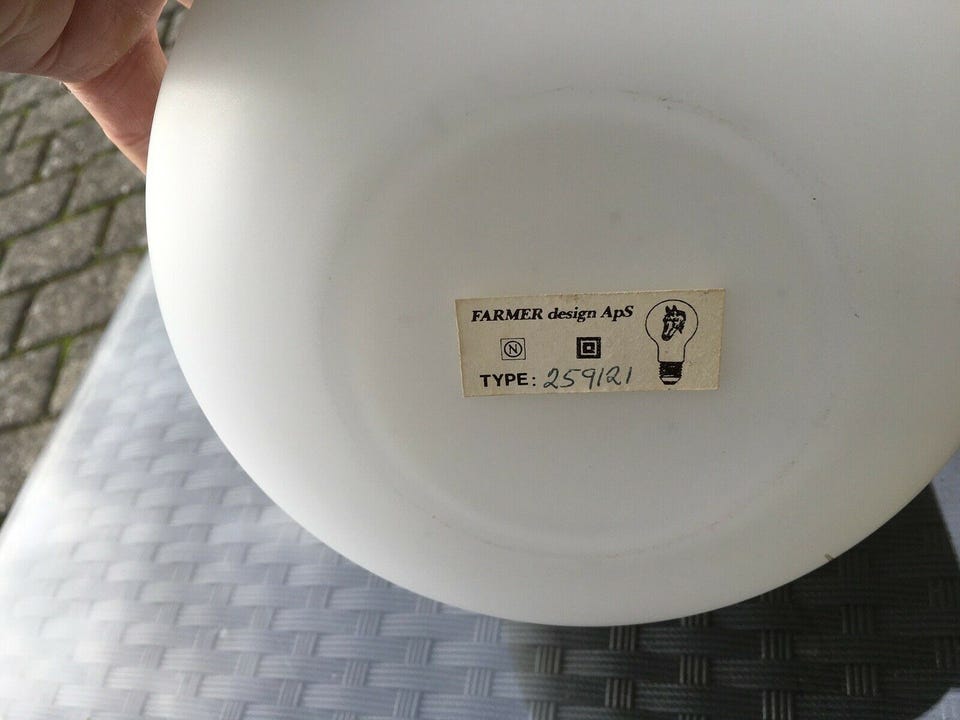 FARMER design ApS
N
TYPE: 259121